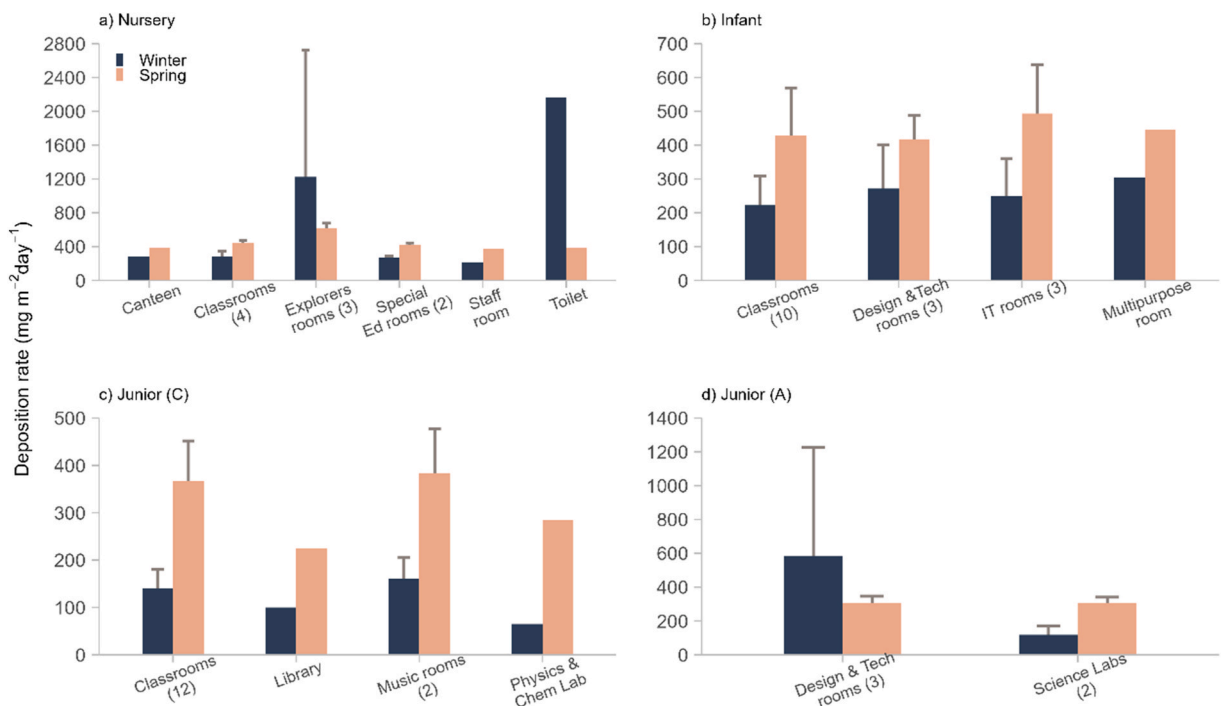 a) Nursery
2800
2400
2000
1600
1200
800
400
0
Winter
Spring
Canteen
Classrooms
(4)
Explorers
rooms (3)
Special
Ed rooms (2)
Staff
room
Toilet
b) Infant
700
600
500
400
300
200
100
0
Classrooms
(10)
Design &Tech
rooms (3)
IT rooms (3)
Multipurpose
room
Deposition rate (mg m⁻²day⁻¹)
c) Junior (C)
500
400
300
200
100
0
Classrooms
(12)
Library
Music rooms
(2)
Physics &
Chem Lab
d) Junior (A)
1400
1200
1000
800
600
400
200
0
Design & Tech
rooms (3)
Science Labs
(2)